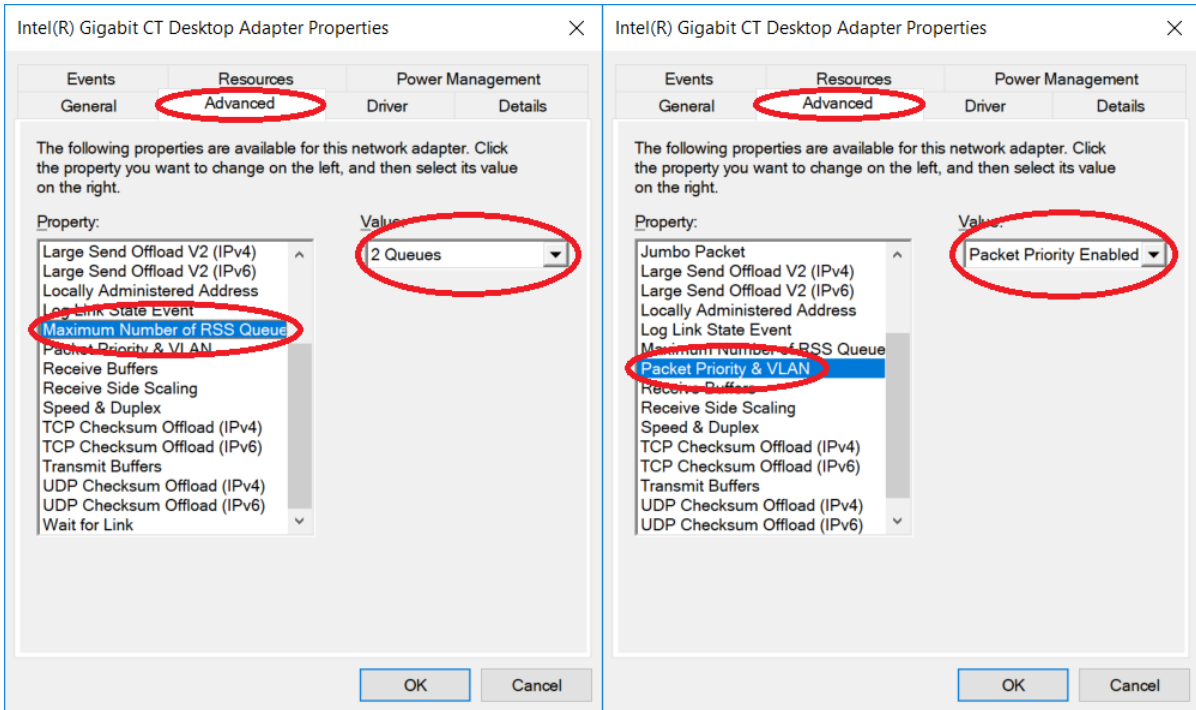 Intel(R) Gigabit CT Desktop Adapter Properties
Events Resources Power Management
General Advanced Driver Details
The following properties are available for this network adapter. Click
the property you want to change on the left, and then select its value
on the right.
Property:
Value:
Large Send Offload V2 (IPv4)
Large Send Offload V2 (IPv6)
Locally Administered Address
Log Link State Event
Maximum Number of RSS Queue
Packet Priority & VLAN
Receive Buffers
Receive Side Scaling
Speed & Duplex
TCP Checksum Offload (IPv4)
TCP Checksum Offload (IPv6)
Transmit Buffers
UDP Checksum Offload (IPv4)
UDP Checksum Offload (IPv6)
Wait for Link
2 Queues
OK Cancel
Intel(R) Gigabit CT Desktop Adapter Properties
Events Resources Power Management
General Advanced Driver Details
The following properties are available for this network adapter. Click
the property you want to change on the left, and then select its value
on the right.
Property:
Value:
Jumbo Packet
Large Send Offload V2 (IPv4)
Large Send Offload V2 (IPv6)
Locally Administered Address
Log Link State Event
Maximum Number of RSS Queue
Packet Priority & VLAN
Receive Buffers
Receive Side Scaling
Speed & Duplex
TCP Checksum Offload (IPv4)
TCP Checksum Offload (IPv6)
Transmit Buffers
UDP Checksum Offload (IPv4)
UDP Checksum Offload (IPv6)
Packet Priority Enabled
OK Cancel